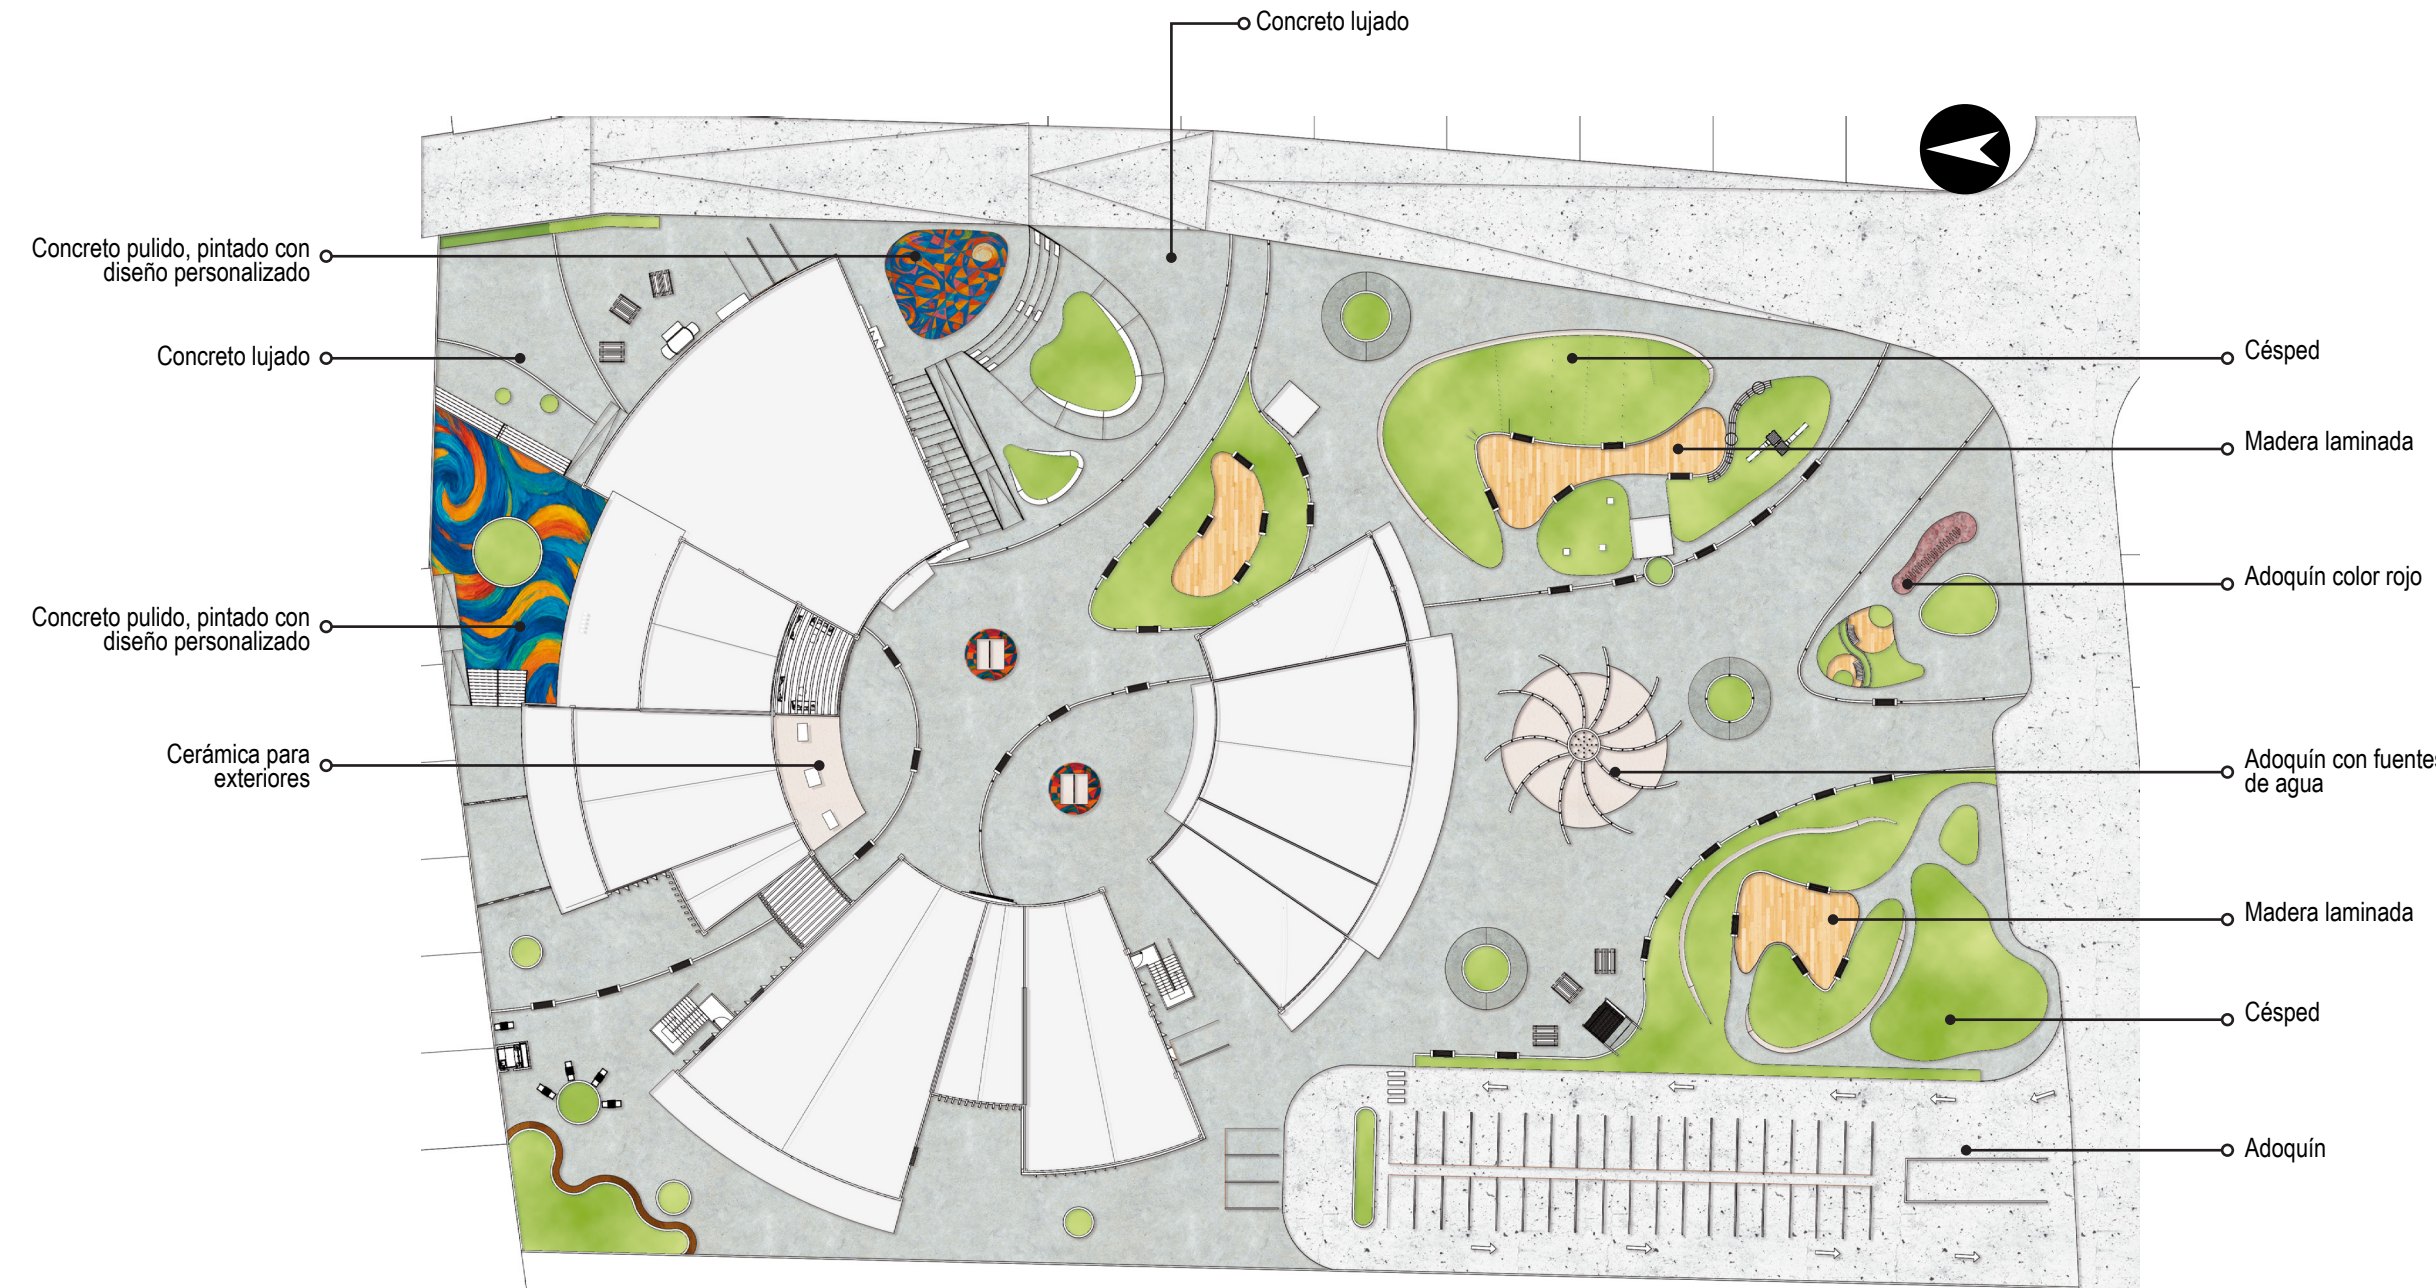 Concreto lujado
Concreto pulido, pintado con
diseño personalizado
Concreto lujado
Concreto pulido, pintado con
diseño personalizado
Cerámica para
exteriores
Césped
Madera laminada
Adoquín color rojo
Adoquín con fuentes
de agua
Madera laminada
Césped
Adoquín